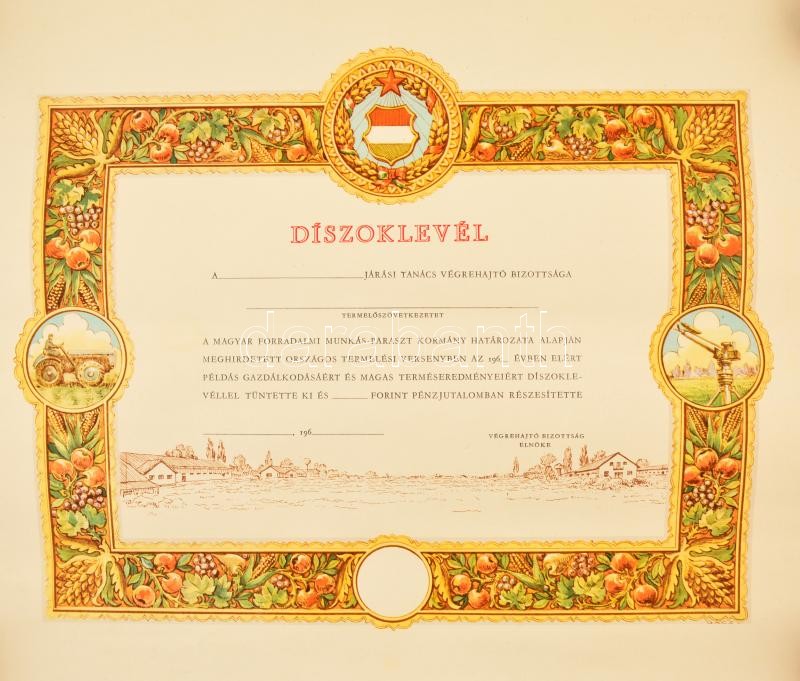 DÍSZOKLEVÉL
A JÁRÁSI TANÁCS VÉGREHAJTÓ BIZOTTSÁGA
TERMELŐSZÖVETKEZETET
A MAGYAR FORRADALMI MUNKÁS-PARASZT KORMÁNY HATÁROZATA ALAPJÁN
MEGHIRDETETT ORSZÁGOS TERMELÉSI VERSENYBEN AZ 196 ÉVBEN ELÉRT
PÉLDÁS GAZDÁLKODÁSÁÉRT ÉS MAGAS TERMÉSEREDMÉNYEIÉRT DÍSZOKLE-
VÉLLEL TÜNTETTE KI ÉS FORINT PÉNZJUTALOMBAN RÉSZESÍTETTE
, 196
VÉGREHAJTÓ BIZOTTSÁG
ELNÖKE
darabanth